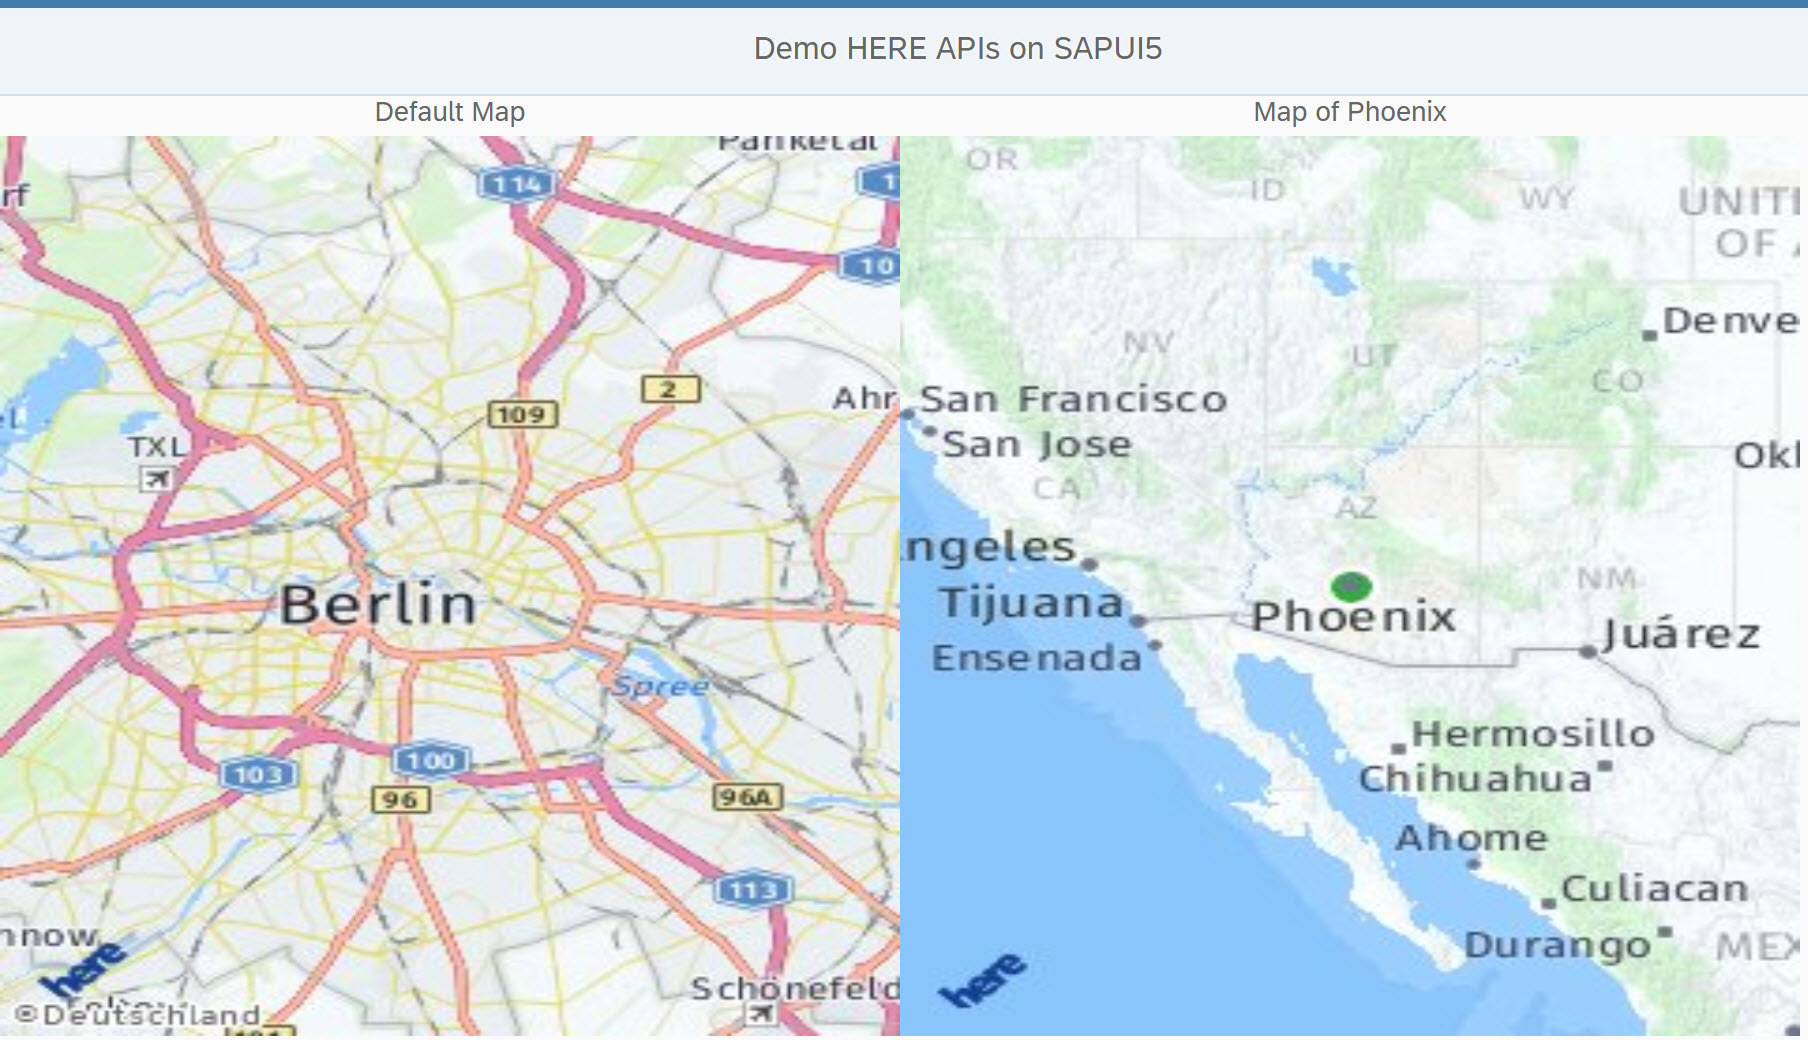 Demo HERE APIs on SAPUI5
Default Map
Map of Phoenix
Panketal
114
1
10
rf
2
109
Ahr
TXL
Berlin
Spree
103
100
96
96A
113
nnow
here
Schönefeld
©Deutschland
OR
ID
WY
UNITE
OF A
Denve
NV
UT
CO
San Francisco
San Jose
Okl
CA
AZ
ngeles
NM
Tijuana
Phoenix
Juárez
Ensenada
Hermosillo
Chihuahua
Ahome
Culiacan
Durango
MEX
here